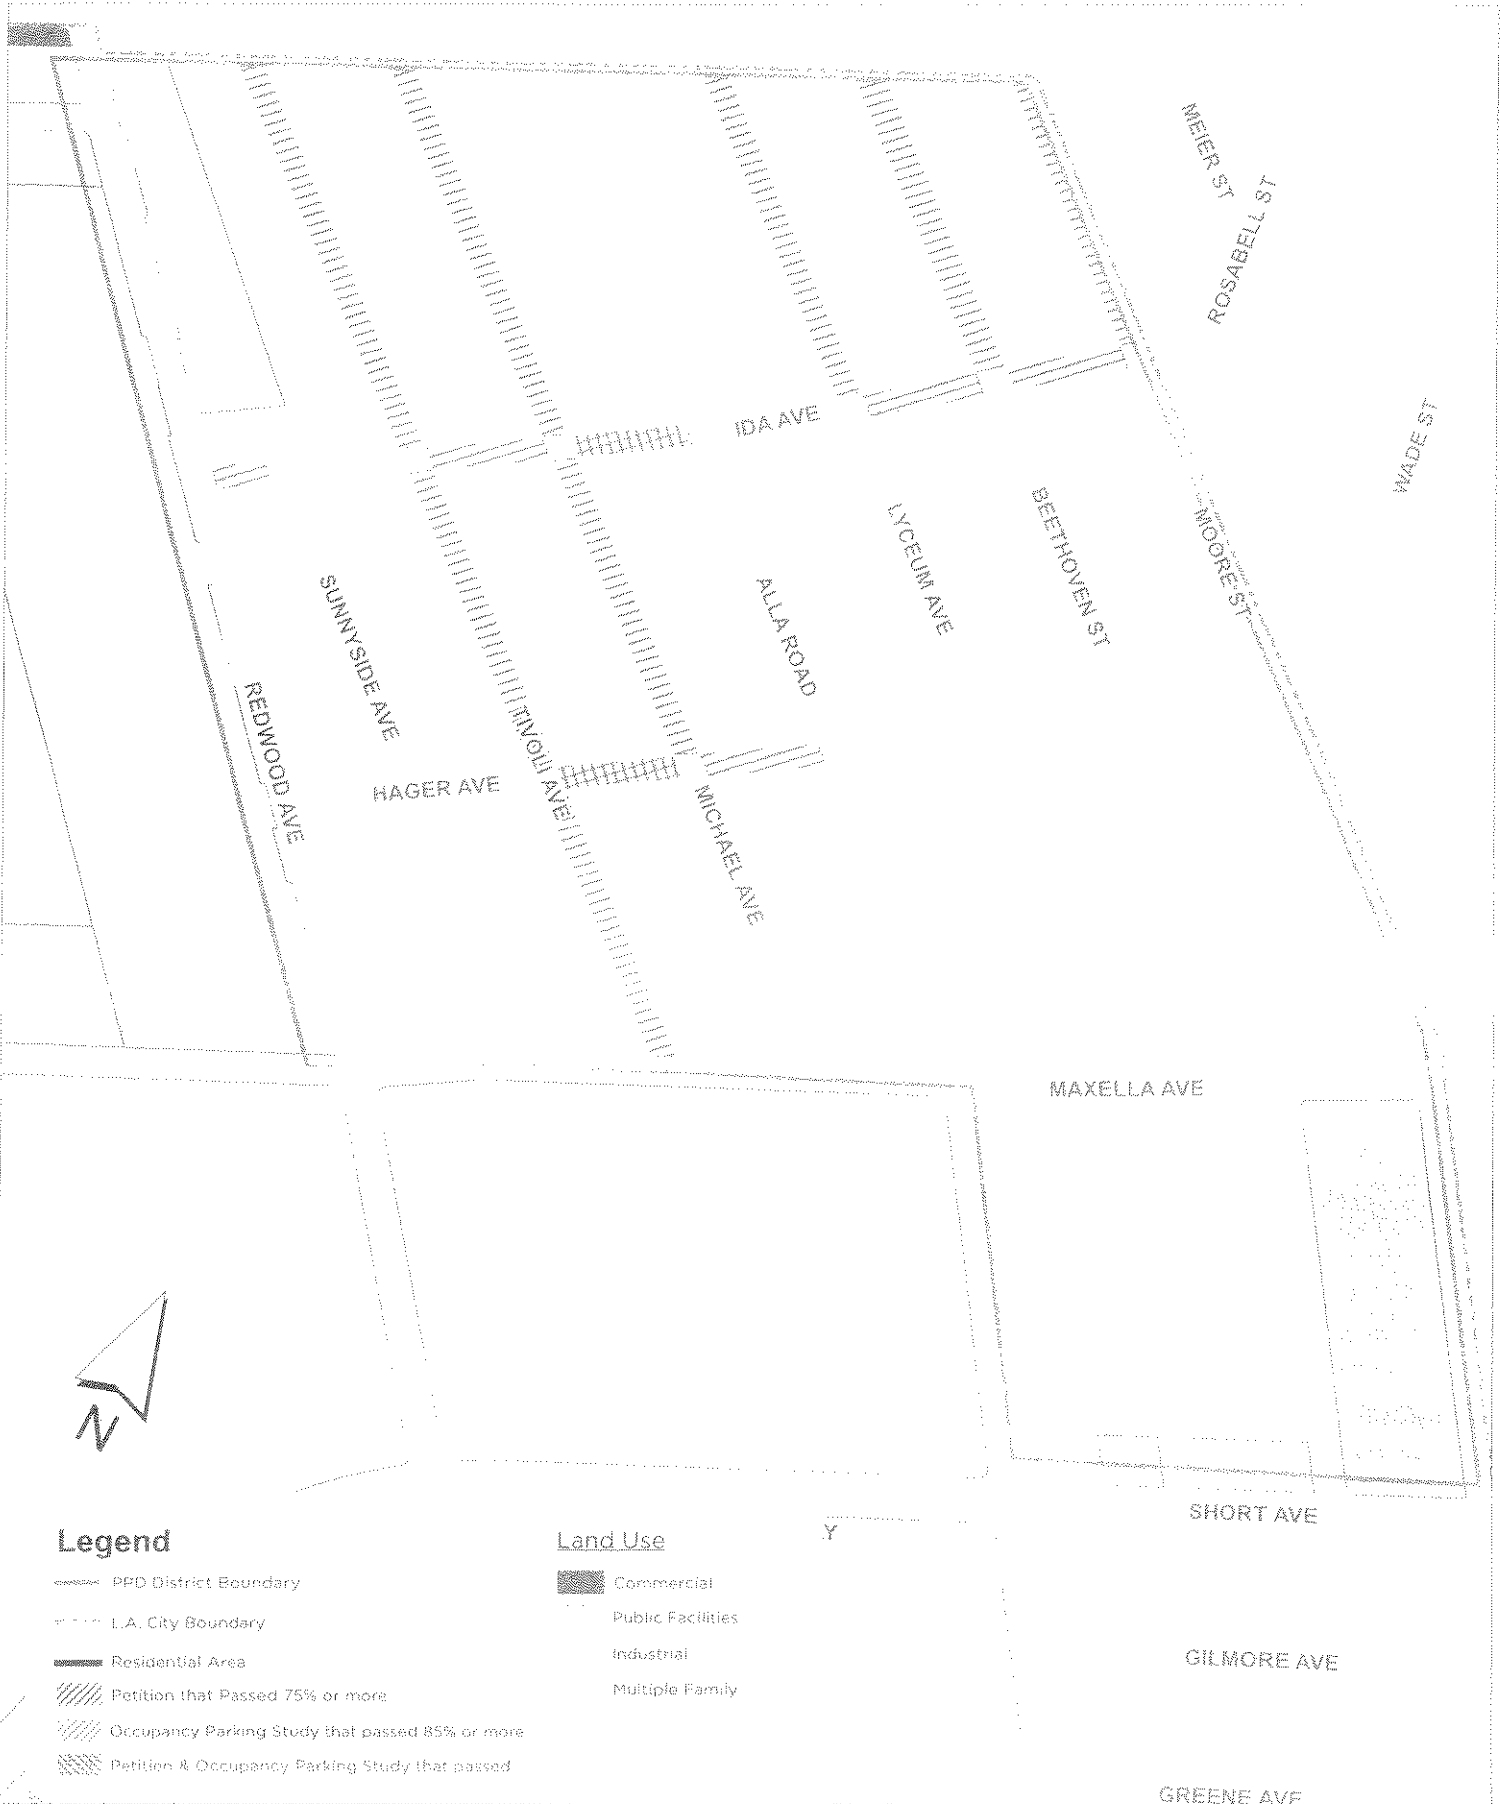 MEIER ST
ROSABELL ST
WADE ST
IDA AVE
MOORE ST
BEETHOVEN ST
LYCEUM AVE
ALLA ROAD
SUNNYSIDE AVE
REDWOOD AVE
TIVOLI AVE
HAGER AVE
MICHAEL AVE
MAXELLA AVE
N
SHORT AVE
Y
GILMORE AVE
GREENE AVE
Legend
PPD District Boundary
L.A. City Boundary
Residential Area
Petition that Passed 75% or more
Occupancy Parking Study that passed 85% or more
Petition & Occupancy Parking Study that passed
Land Use
Commercial
Public Facilities
Industrial
Multiple Family